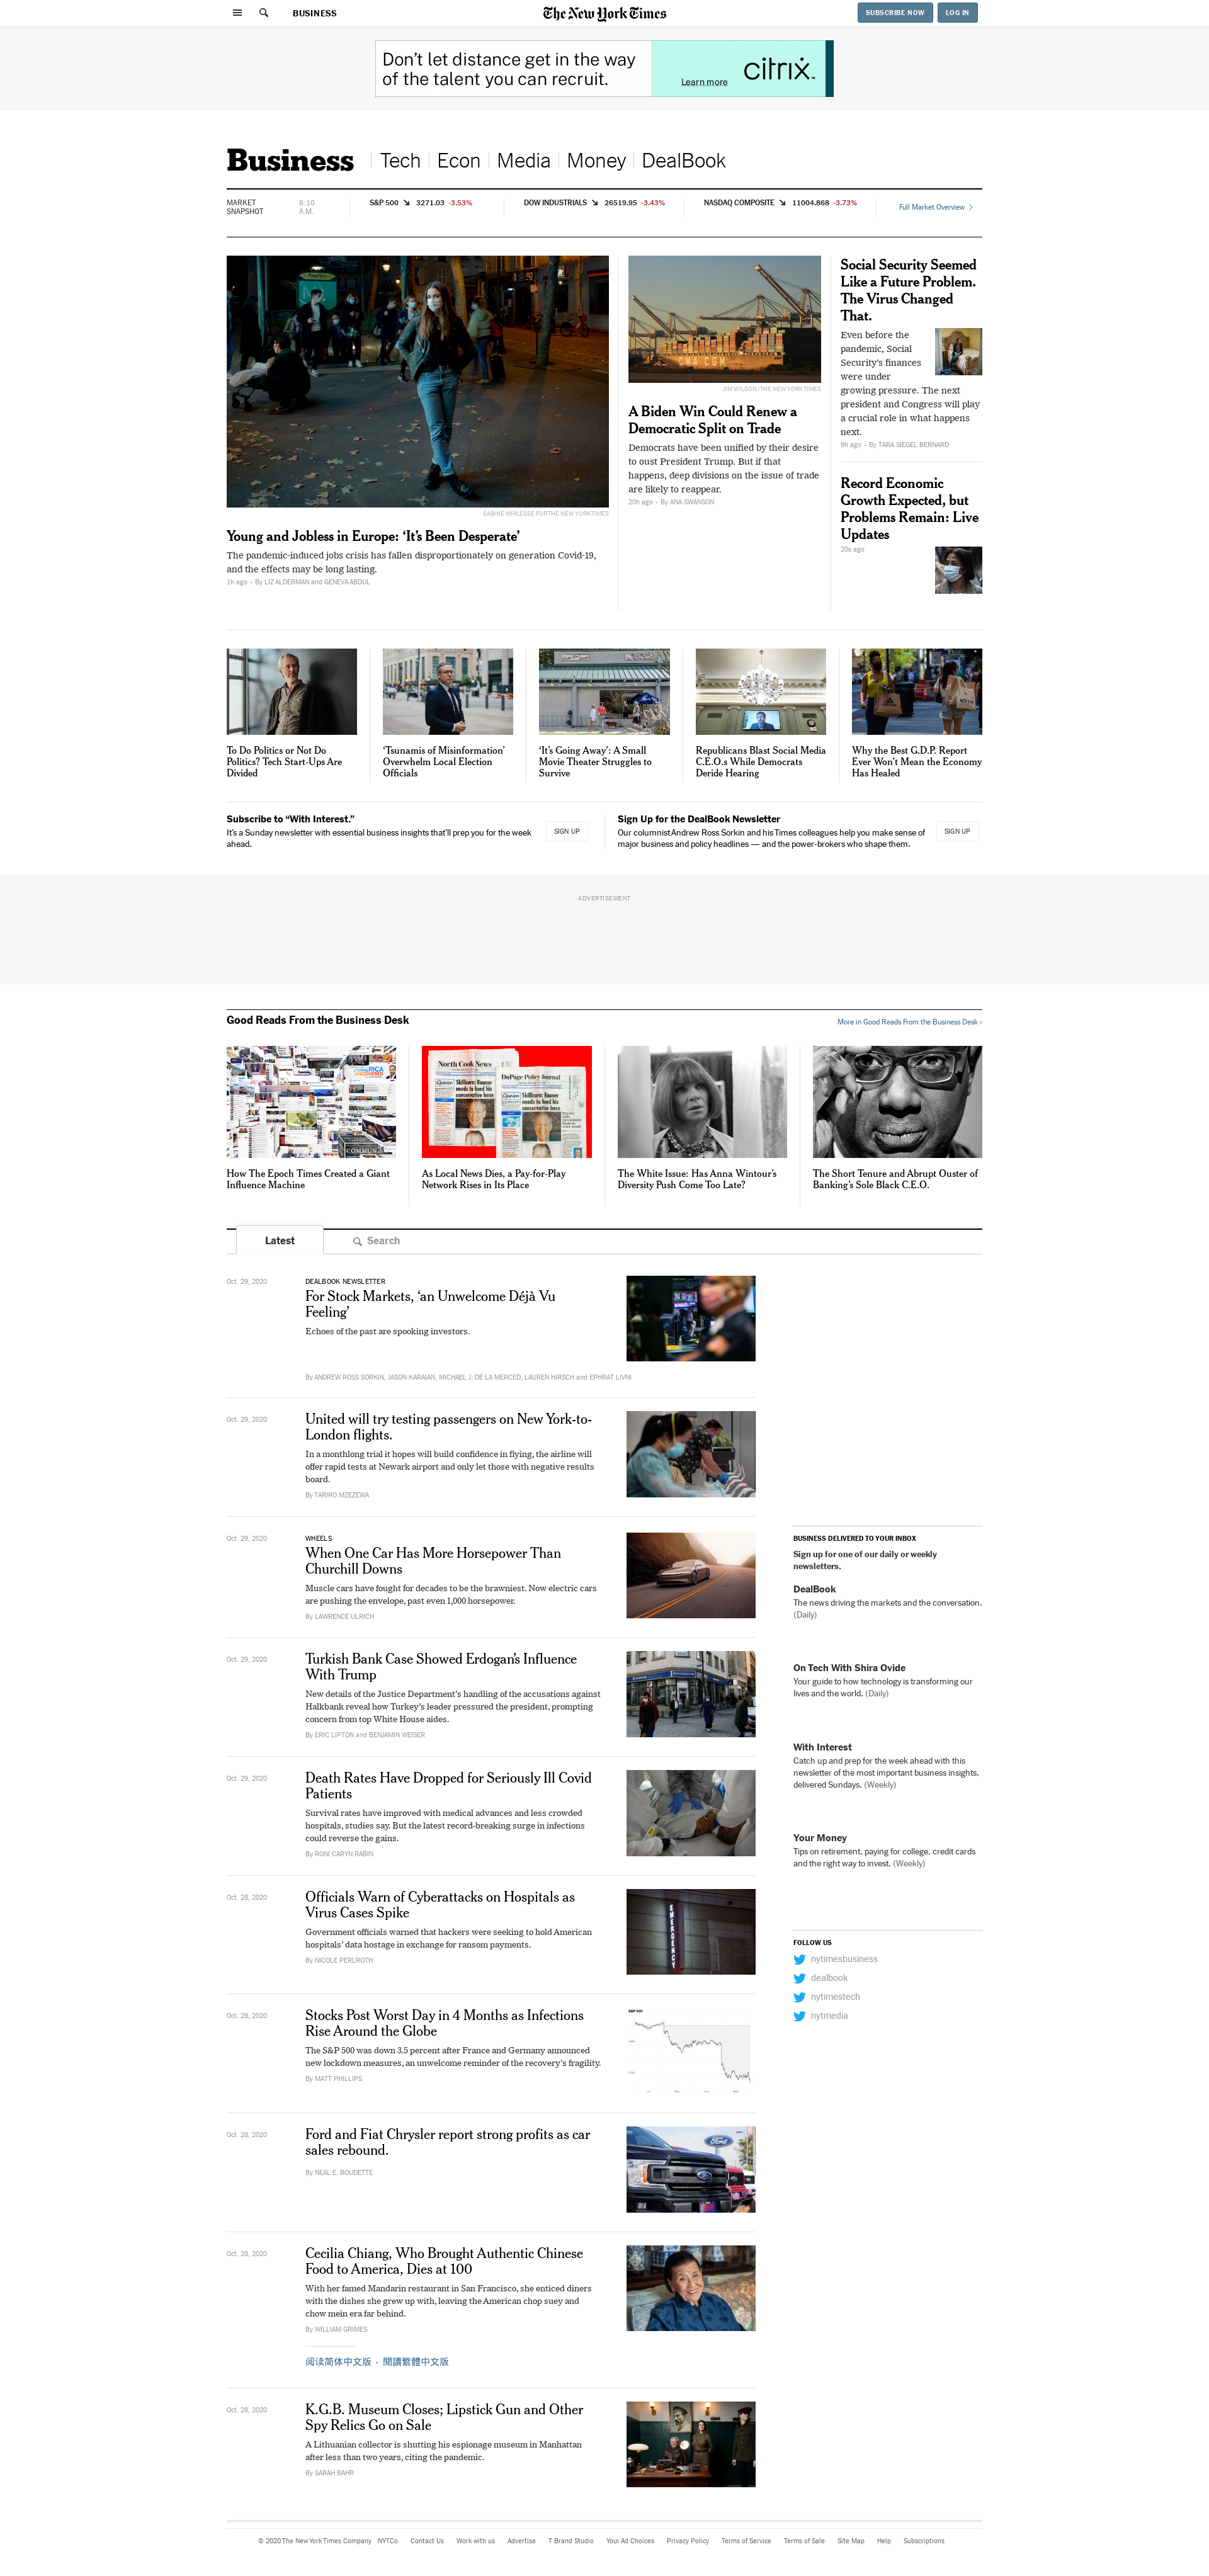 BUSINESS
The New York Times
SUBSCRIBE NOW
LOG IN
Don't let distance get in the way
of the talent you can recruit.
Learn more
citrix
Business
Tech
Econ
Media
Money
DealBook
MARKET
SNAPSHOT
8:10
A.M.
S&P 500 3271.03 -3.53%
DOW INDUSTRIALS 26519.95 -3.43%
NASDAQ COMPOSITE 11004.868 -3.73%
Full Market Overview
SABINE MIRLESSE FOR THE NEW YORK TIMES
Young and Jobless in Europe: ‘It’s Been Desperate’
The pandemic-induced jobs crisis has fallen disproportionately on generation Covid-19,
and the effects may be long lasting.
1h ago • By LIZ ALDERMAN and GENEVA ABDUL
CMA CGM
JIM WILSON/THE NEW YORK TIMES
A Biden Win Could Renew a
Democratic Split on Trade
Democrats have been unified by their desire
to oust President Trump. But if that
happens, deep divisions on the issue of trade
are likely to reappear.
20h ago • By ANA SWANSON
Social Security Seemed
Like a Future Problem.
The Virus Changed
That.
Even before the
pandemic, Social
Security’s finances
were under
growing pressure. The next
president and Congress will play
a crucial role in what happens
next.
9h ago • By TARA SIEGEL BERNARD
Record Economic
Growth Expected, but
Problems Remain: Live
Updates
20s ago
To Do Politics or Not Do
Politics? Tech Start-Ups Are
Divided
‘Tsunamis of Misinformation’
Overwhelm Local Election
Officials
‘It’s Going Away’: A Small
Movie Theater Struggles to
Survive
Republicans Blast Social Media
C.E.O.s While Democrats
Deride Hearing
Why the Best G.D.P. Report
Ever Won’t Mean the Economy
Has Healed
Subscribe to “With Interest.”
It’s a Sunday newsletter with essential business insights that’ll prep you for the week
ahead.
SIGN UP
Sign Up for the DealBook Newsletter
Our columnist Andrew Ross Sorkin and his Times colleagues help you make sense of
major business and policy headlines — and the power-brokers who shape them.
SIGN UP
ADVERTISEMENT
Good Reads From the Business Desk
More in Good Reads From the Business Desk ›
North Cook News
DuPage Policy Journal
How The Epoch Times Created a Giant
Influence Machine
As Local News Dies, a Pay-for-Play
Network Rises in Its Place
The White Issue: Has Anna Wintour’s
Diversity Push Come Too Late?
The Short Tenure and Abrupt Ouster of
Banking’s Sole Black C.E.O.
Latest
Search
Oct. 29, 2020
DEALBOOK NEWSLETTER
For Stock Markets, ‘an Unwelcome Déjà Vu
Feeling’
Echoes of the past are spooking investors.
By ANDREW ROSS SORKIN, JASON KARAIAN, MICHAEL J. DE LA MERCED, LAUREN HIRSCH and EPHRAT LIVNI
Oct. 29, 2020
United will try testing passengers on New York-to-
London flights.
In a monthlong trial it hopes will build confidence in flying, the airline will
offer rapid tests at Newark airport and only let those with negative results
board.
By TARIRO MZEZEWA
Oct. 29, 2020
WHEELS
When One Car Has More Horsepower Than
Churchill Downs
Muscle cars have fought for decades to be the brawniest. Now electric cars
are pushing the envelope, past even 1,000 horsepower.
By LAWRENCE ULRICH
Oct. 29, 2020
Turkish Bank Case Showed Erdogan’s Influence
With Trump
New details of the Justice Department’s handling of the accusations against
Halkbank reveal how Turkey’s leader pressured the president, prompting
concern from top White House aides.
By ERIC LIPTON and BENJAMIN WEISER
Oct. 29, 2020
Death Rates Have Dropped for Seriously Ill Covid
Patients
Survival rates have improved with medical advances and less crowded
hospitals, studies say. But the latest record-breaking surge in infections
could reverse the gains.
By RONI CARYN RABIN
Oct. 28, 2020
Officials Warn of Cyberattacks on Hospitals as
Virus Cases Spike
Government officials warned that hackers were seeking to hold American
hospitals’ data hostage in exchange for ransom payments.
By NICOLE PERLROTH
EMERGENCY
Oct. 28, 2020
Stocks Post Worst Day in 4 Months as Infections
Rise Around the Globe
The S&P 500 was down 3.5 percent after France and Germany announced
new lockdown measures, an unwelcome reminder of the recovery’s fragility.
By MATT PHILLIPS
S&P 500
Oct. 28, 2020
Ford and Fiat Chrysler report strong profits as car
sales rebound.
By NEAL E. BOUDETTE
Ford
Oct. 28, 2020
Cecilia Chiang, Who Brought Authentic Chinese
Food to America, Dies at 100
With her famed Mandarin restaurant in San Francisco, she enticed diners
with the dishes she grew up with, leaving the American chop suey and
chow mein era far behind.
By WILLIAM GRIMES
阅读简体中文版 • 閱讀繁體中文版
Oct. 28, 2020
K.G.B. Museum Closes; Lipstick Gun and Other
Spy Relics Go on Sale
A Lithuanian collector is shutting his espionage museum in Manhattan
after less than two years, citing the pandemic.
By SARAH BAHR
BUSINESS DELIVERED TO YOUR INBOX
Sign up for one of our daily or weekly
newsletters.
DealBook
The news driving the markets and the conversation.
(Daily)
On Tech With Shira Ovide
Your guide to how technology is transforming our
lives and the world. (Daily)
With Interest
Catch up and prep for the week ahead with this
newsletter of the most important business insights,
delivered Sundays. (Weekly)
Your Money
Tips on retirement, paying for college, credit cards
and the right way to invest. (Weekly)
FOLLOW US
nytimesbusiness
dealbook
nytimestech
nytmedia
© 2020 The New York Times Company NYTCo Contact Us Work with us Advertise T Brand Studio Your Ad Choices Privacy Policy Terms of Service Terms of Sale Site Map Help Subscriptions